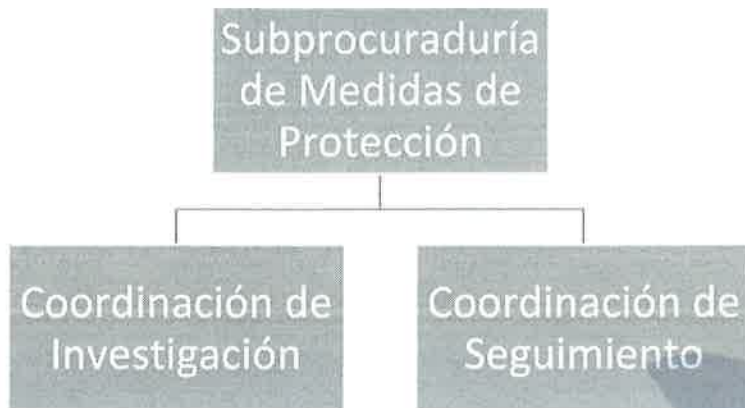 Subprocuraduría
de Medidas de
Protección
Coordinación de
Investigación
Coordinación de
Seguimiento